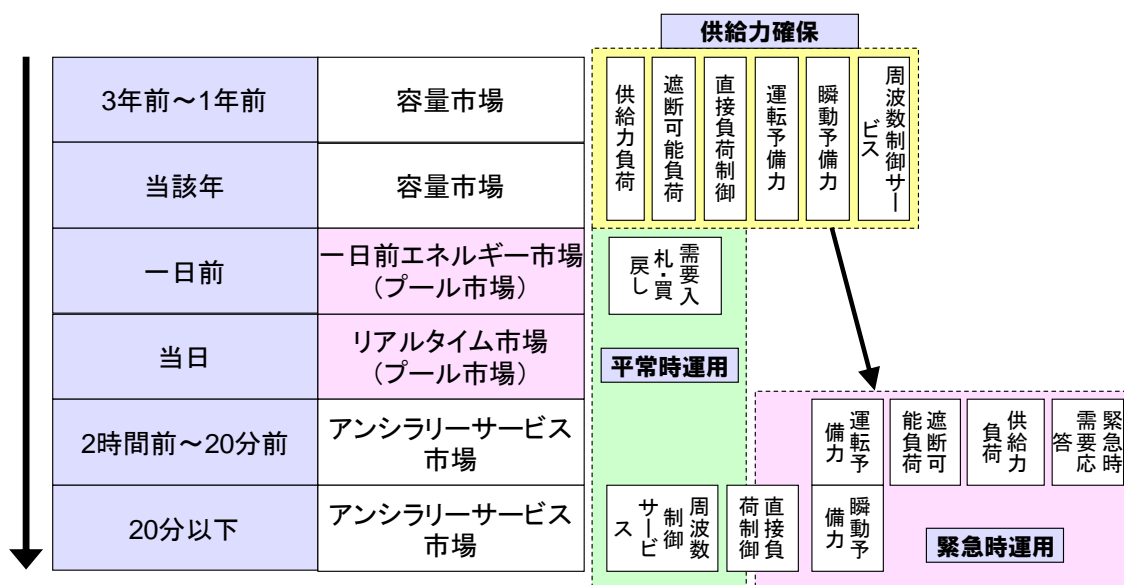 供給力確保
3年前～1年前
容量市場
供給力負荷
遮断可能負荷
直接負荷制御
運転予備力
瞬動予備力
周波数制御サー
ビス
当該年
容量市場
一日前
一日前エネルギー市場
（プール市場）
需要入
札・買
戻し
当日
リアルタイム市場
（プール市場）
平常時運用
2時間前～20分前
アンシラリーサービス
市場
運転予
備力
遮断可
能負荷
供給力
負荷
緊急時
需要応
答
20分以下
アンシラリーサービス
市場
周波数
制御
サービ
ス
直接負
荷制御
瞬動予
備力
緊急時運用